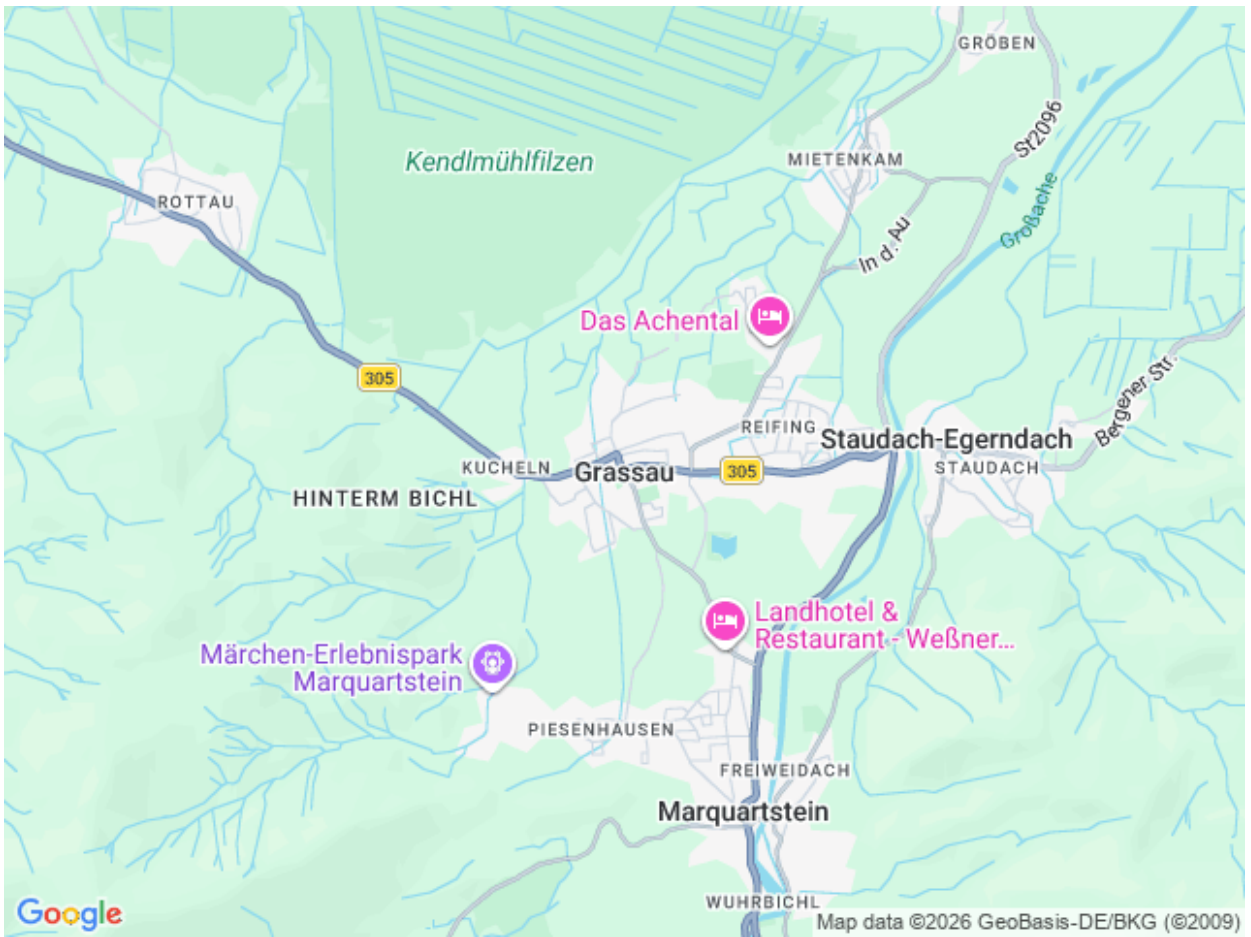 GRÖBEN
St2096
Kendlmühlfilzen
MIETENKAM
ROTTAU
Großache
In d. Au
Das Achental
305
Bergener Str.
REIFING
Staudach-Egerndach
KUCHELN
Grassau
305
STAUDACH
HINTERM BICHL
Landhotel &
Restaurant - Weßner...
Märchen-Erlebnispark
Marquartstein
PIESENHAUSEN
FREIWEIDACH
Marquartstein
WUHRBICHL
Google
Map data ©2026 GeoBasis-DE/BKG (©2009)